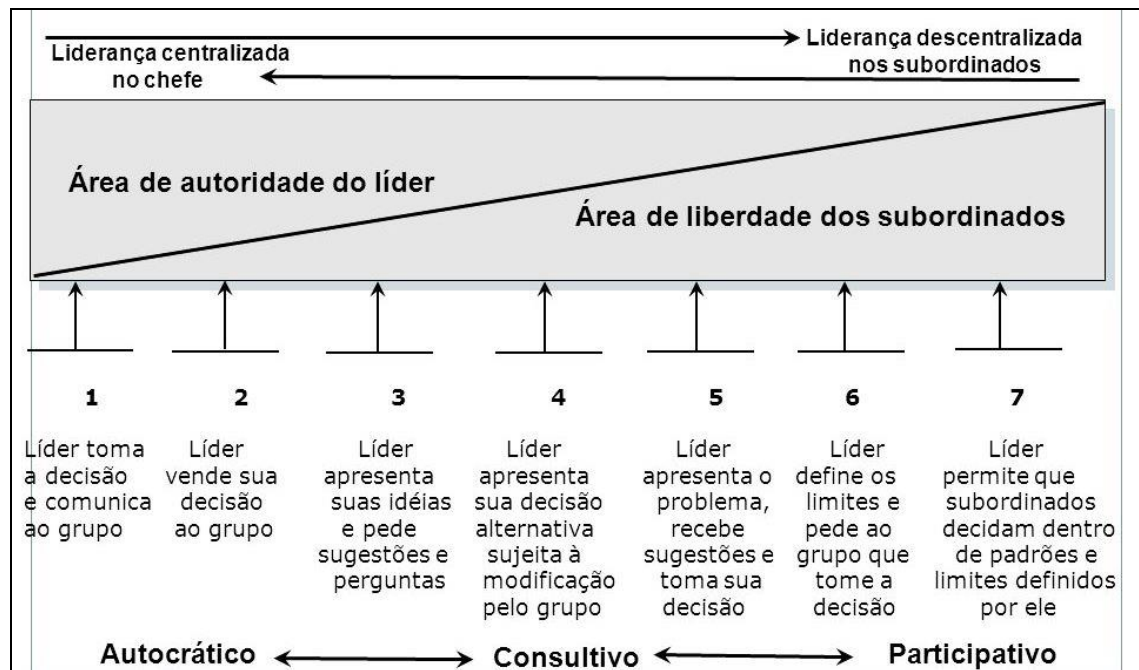 Liderança centralizada
no chefe
Liderança descentralizada
nos subordinados
Área de autoridade do líder
Área de liberdade dos subordinados
1
Líder toma
a decisão
e comunica
ao grupo
2
Líder
vende sua
decisão
ao grupo
3
Líder
apresenta
suas idéias
e pede
sugestões e
perguntas
4
Líder
apresenta
sua decisão
alternativa
sujeita à
modificação
pelo grupo
5
Líder
apresenta o
problema,
recebe
sugestões e
toma sua
decisão
6
Líder
define os
limites e
pede ao
grupo que
tome a
decisão
7
Líder
permite que
subordinados
decidam dentro
de padrões e
limites definidos
por ele
Autocrático
Consultivo
Participativo